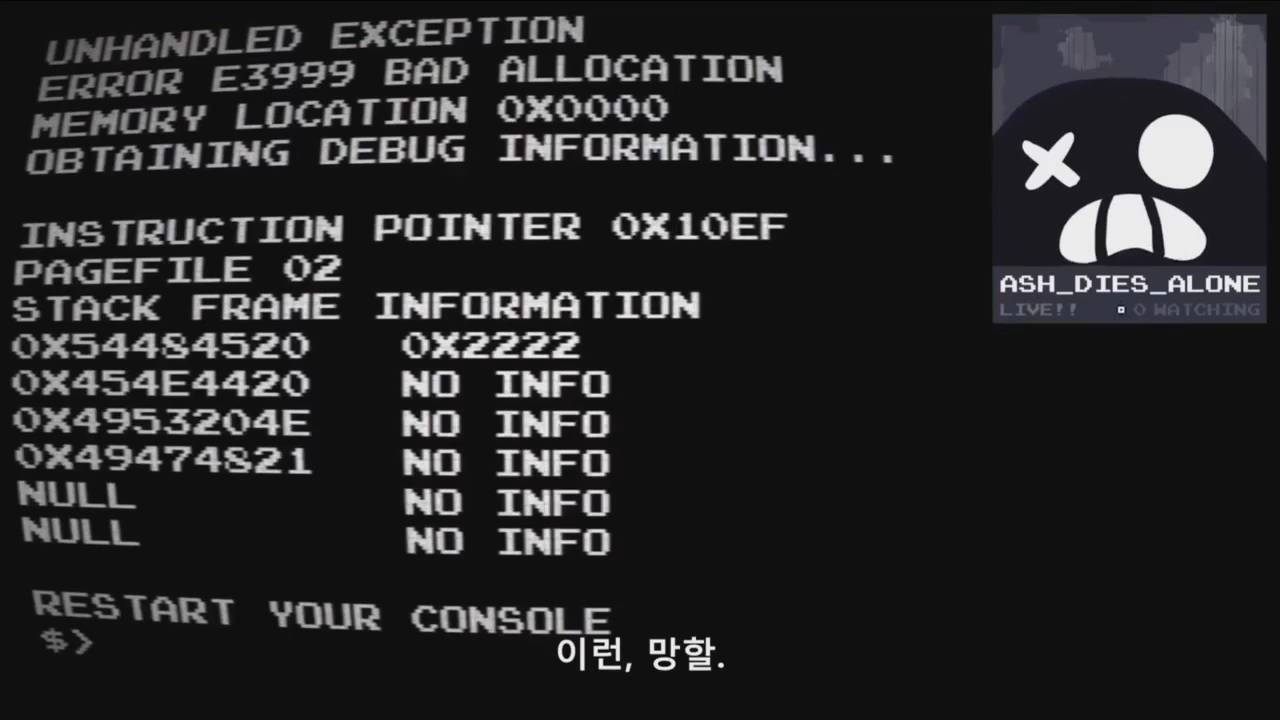 UNHANDLED EXCEPTION
ERROR E3999 BAD ALLOCATION
MEMORY LOCATION 0X0000
OBTAINING DEBUG INFORMATION...
INSTRUCTION POINTER 0X10EF
PAGEFILE 02
STACK FRAME INFORMATION
0X54484520 0X2222
0X454E4420 NO INFO
0X4953204E NO INFO
0X49474821 NO INFO
NULL NO INFO
NULL NO INFO
RESTART YOUR CONSOLE
$>
ASH_DIES_ALONE
LIVE!! 0 WATCHING
이런, 망할.